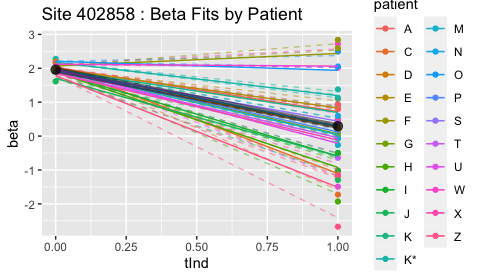 Site 402858 : Beta Fits by Patient
patient
3
2
1
0
-1
-2
beta
0.00 0.25 0.50 0.75 1.00
tInd
A M
C N
D O
E P
F S
G T
H U
I W
J X
K Z
K*